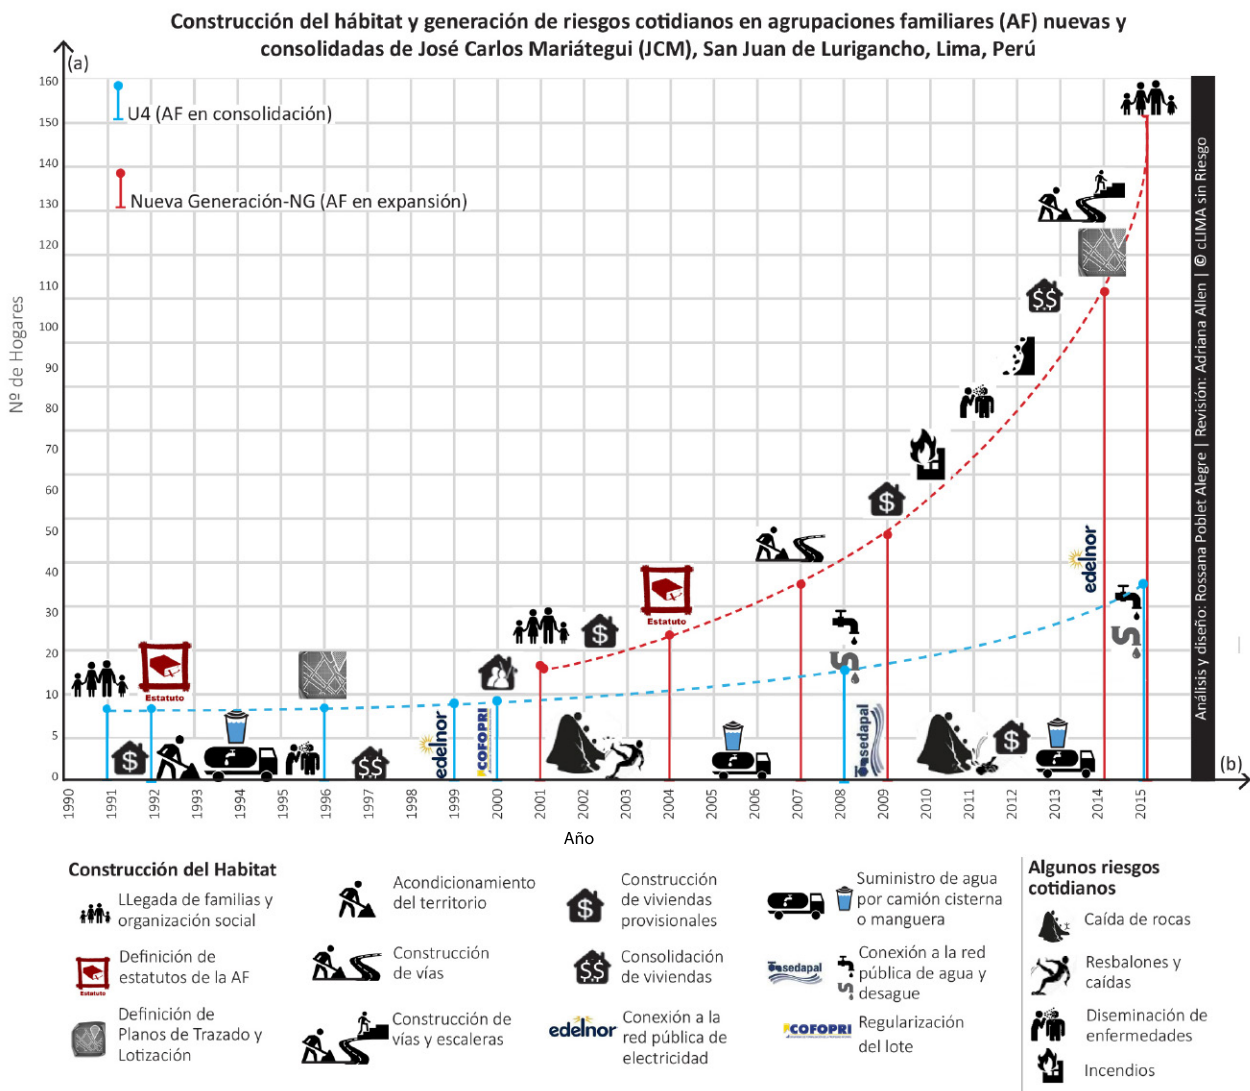 Construcción del hábitat y generación de riesgos cotidianos en agrupaciones familiares (AF) nuevas y
consolidadas de José Carlos Mariátegui (JCM), San Juan de Lurigancho, Lima, Perú
(a)
160
150
140
130
120
110
100
90
80
70
60
50
40
30
20
10
5
0
Nº de Hogares
U4 (AF en consolidación)
Nueva Generación-NG (AF en expansión)
Estatuto
Estatuto
edelnor
COFOPRI
sedapal
edelnor
(b)
1990
1991
1992
1993
1994
1995
1996
1997
1998
1999
2000
2001
2002
2003
2004
2005
2006
2007
2008
2009
2010
2011
2012
2013
2014
2015
Año
Análisis y diseño: Rossana Poblet Alegre | Revisión: Adriana Allen | © cLIMA sin Riesgo
Construcción del Habitat
LLegada de familias y
organización social
Estatuto
Definición de
estatutos de la AF
Definición de
Planos de Trazado y
Lotización
Acondicionamiento
del territorio
Construcción
de vías
Construcción de
vías y escaleras
Construcción
de viviendas
provisionales
Consolidación
de viviendas
edelnor
Conexión a la
red pública de
electricidad
Suministro de agua
por camión cisterna
o manguera
sedapal
Conexión a la red
pública de agua y
desague
COFOPRI
Regularización
del lote
Algunos riesgos
cotidianos
Caída de rocas
Resbalones y
caídas
Diseminación de
enfermedades
Incendios